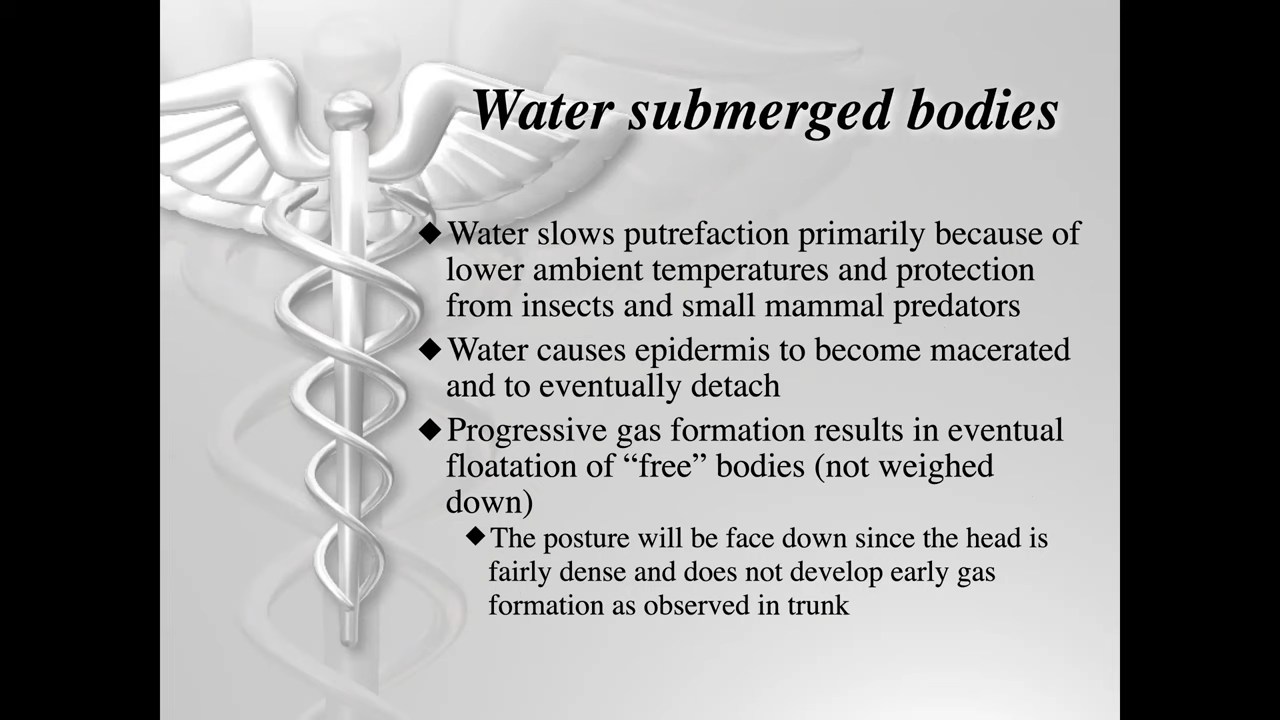 Water submerged bodies
◆Water slows putrefaction primarily because of
lower ambient temperatures and protection
from insects and small mammal predators
◆Water causes epidermis to become macerated
and to eventually detach
◆Progressive gas formation results in eventual
floatation of “free” bodies (not weighed
down)
◆The posture will be face down since the head is
fairly dense and does not develop early gas
formation as observed in trunk